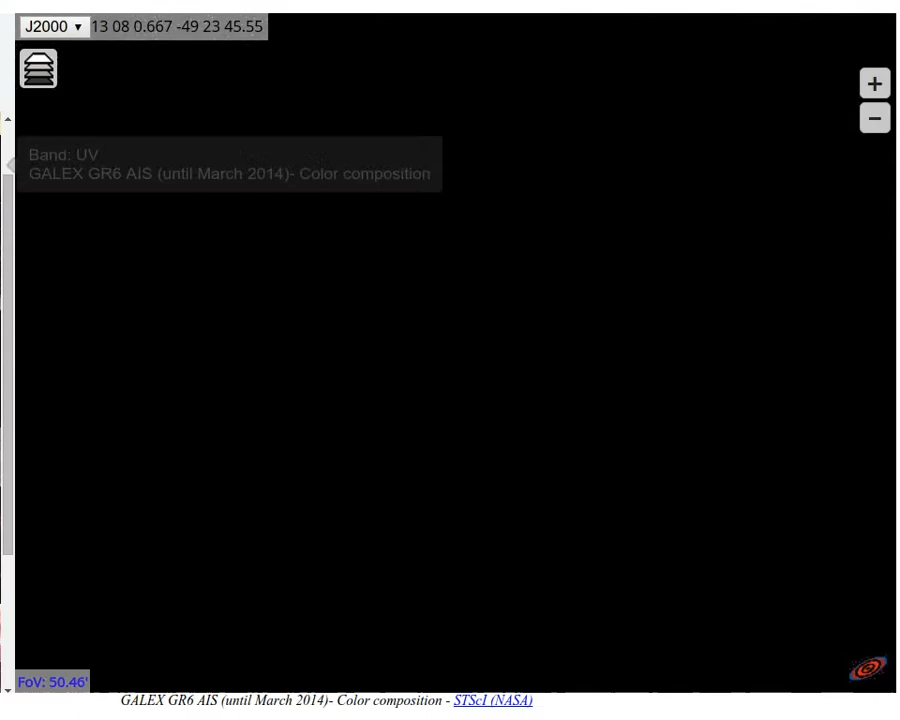 J2000 ▼ 13 08 0.667 -49 23 45.55
+
−
Band: UV
GALEX GR6 AIS (until March 2014)- Color composition
FoV: 50.46'
GALEX GR6 AIS (until March 2014)- Color composition - STScI (NASA)